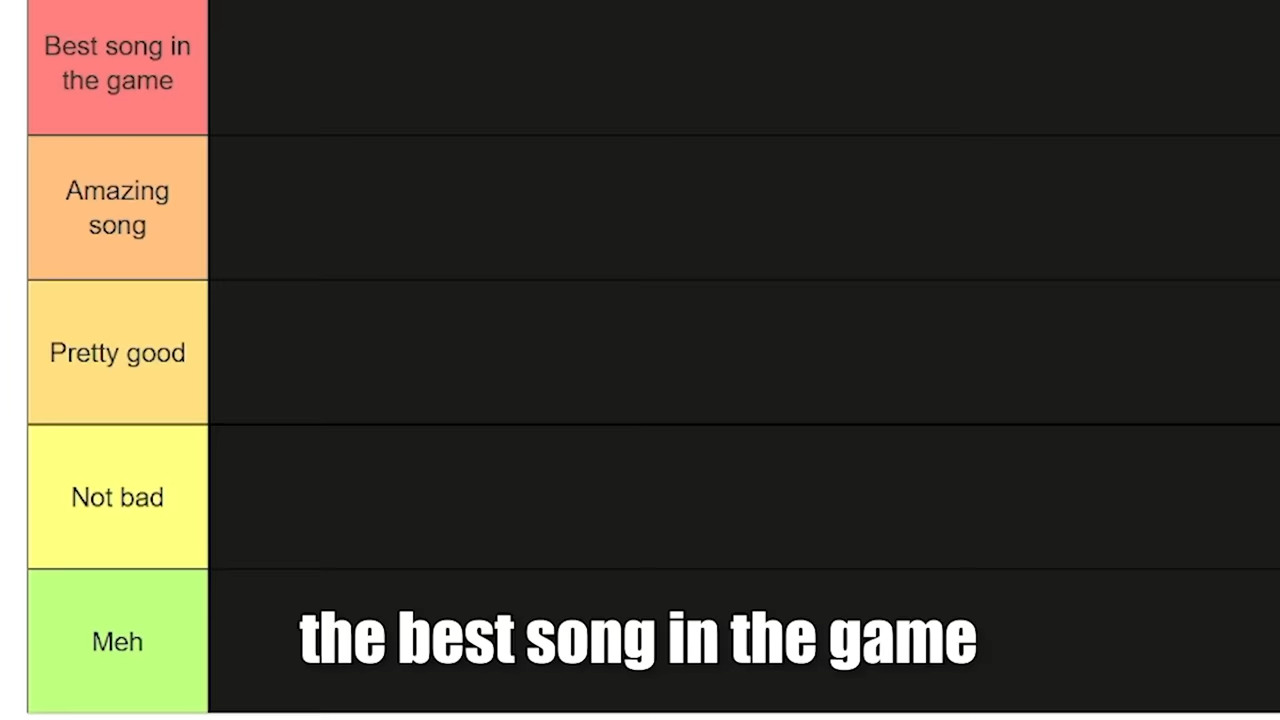 Best song in
the game
Amazing
song
Pretty good
Not bad
Meh
the best song in the game